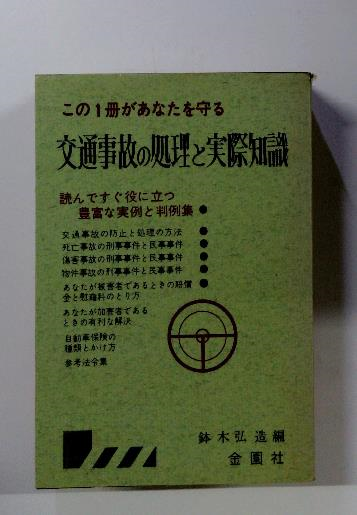 この1冊があなたを守る
交通事故の処理と実際知識
読んですぐ役に立つ
豊富な実例と判例集●
交通事故の防止と処理の方法●
死亡事故の刑事事件と民事事件●
傷害事故の刑事事件と民事事件●
物件事故の刑事事件と民事事件●
あなたが被害者であるときの賠償●
金と慰藉料のとり方
あなたが加害者である
ときの有利な解決
自動車保険の
種類とかけ方
参考法令集
鉢木弘造編
金園社